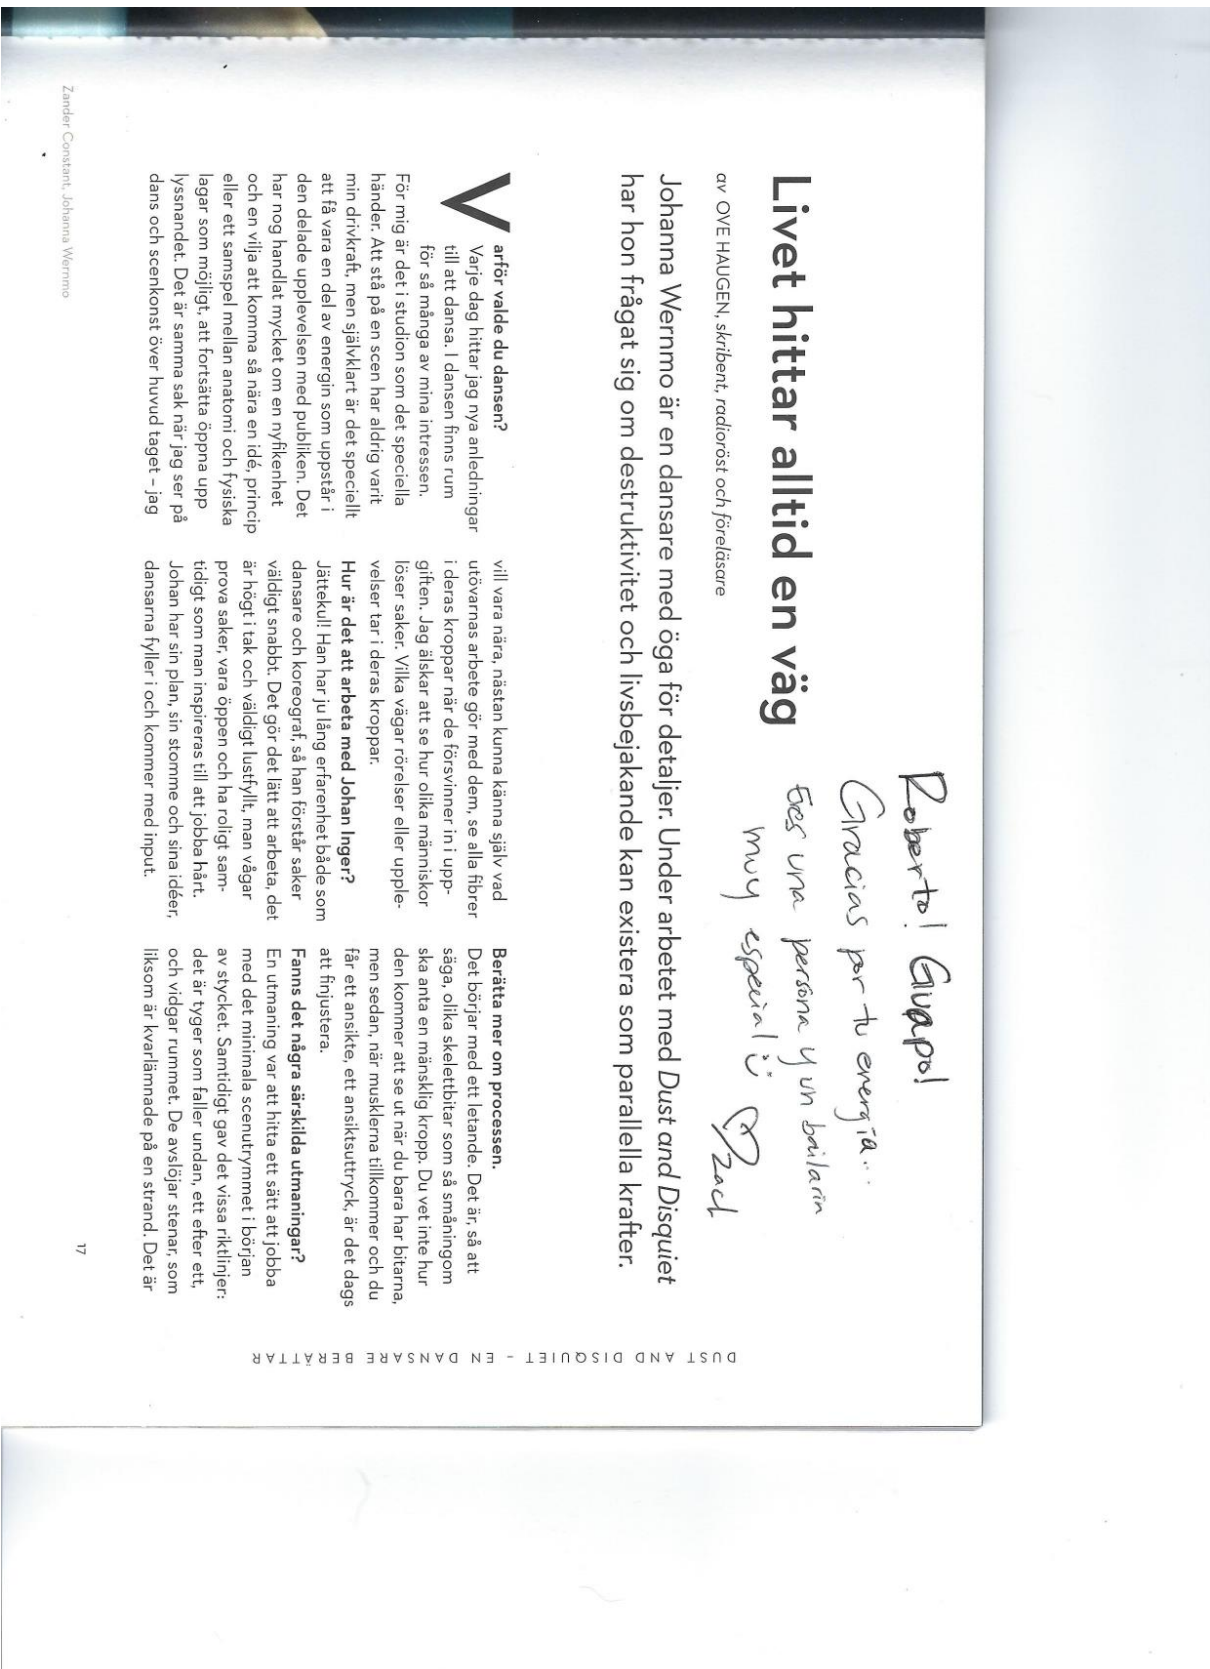 Roberto! Guapo!
Gracias por tu energía...
Eres una persona y un bailarín
muy especial :)
Zach
Livet hittar alltid en väg
av OVE HAUGEN, skribent, radioröst och föreläsare
Johanna Wernmo är en dansare med öga för detaljer. Under arbetet med Dust and Disquiet
har hon frågat sig om destruktivitet och livsbejakande kan existera som parallella krafter.
Varför valde du dansen?
Varje dag hittar jag nya anledningar
till att dansa. I dansen finns rum
för så många av mina intressen.
För mig är det i studion som det speciella
händer. Att stå på en scen har aldrig varit
min drivkraft, men självklart är det speciellt
att få vara en del av energin som uppstår i
den delade upplevelsen med publiken. Det
har nog handlat mycket om en nyfikenhet
och en vilja att komma så nära en idé, princip
eller ett samspel mellan anatomi och fysiska
lagar som möjligt, att fortsätta öppna upp
lyssnandet. Det är samma sak när jag ser på
dans och scenkonst över huvud taget – jag
vill vara nära, nästan kunna känna själv vad
utövarnas arbete gör med dem, se alla fibrer
i deras kroppar när de försvinner in i upp-
giften. Jag älskar att se hur olika människor
löser saker. Vilka vägar rörelser eller upple-
velser tar i deras kroppar.
Hur är det att arbeta med Johan Inger?
Jättekul! Han har ju lång erfarenhet både som
dansare och koreograf, så han förstår saker
väldigt snabbt. Det gör det lätt att arbeta, det
är högt i tak och väldigt lustfyllt, man vågar
prova saker, vara öppen och ha roligt sam-
tidigt som man inspireras till att jobba hårt.
Johan har sin plan, sin stomme och sina idéer,
dansarna fyller i och kommer med input.
Berätta mer om processen.
Det börjar med ett letande. Det är, så att
säga, olika skelettbitar som så småningom
ska anta en mänsklig kropp. Du vet inte hur
den kommer att se ut när du bara har bitarna,
men sedan, när musklerna tillkommer och du
får ett ansikte, ett ansiktsuttryck, är det dags
att finjustera.
Fanns det några särskilda utmaningar?
En utmaning var att hitta ett sätt att jobba
med det minimala scenutrymmet i början
av stycket. Samtidigt gav det vissa riktlinjer:
det är tyger som faller undan, ett efter ett,
och vidgar rummet. De avslöjar stenar, som
liksom är kvarlämnade på en strand. Det är
DUST AND DISQUIET – EN DANSARE BERÄTTAR
Zander Constant, Johanna Wernmo
17